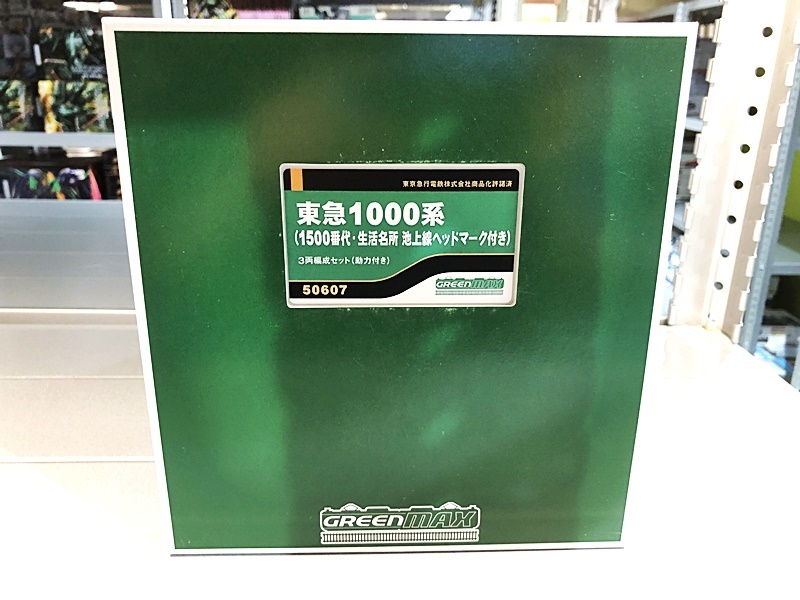 東京急行電鉄株式会社商品化許諾済
東急1000系
(1500番代・生活名所 池上線ヘッドマーク付き)
3両編成セット(動力付き)
50607
GREENMAX
GREENMAX